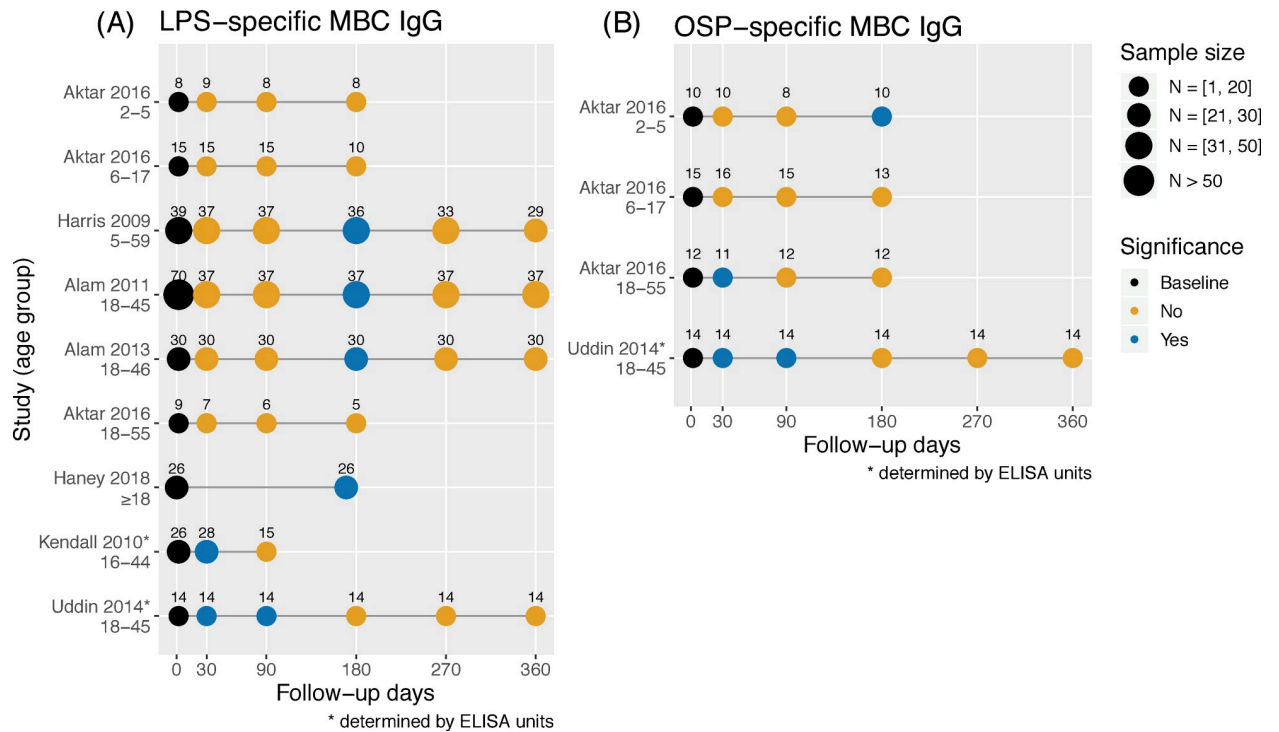 (A) LPS−specific MBC IgG
Study (age group)
Aktar 2016
2−5
8 9 8 8
Aktar 2016
6−17
15 15 15 10
Harris 2009
5−59
39 37 37 36 33 29
Alam 2011
18−45
70 37 37 37 37 37
Alam 2013
18−46
30 30 30 30 30 30
Aktar 2016
18−55
9 7 6 5
Haney 2018
≥18
26 26
Kendall 2010*
16−44
26 28 15
Uddin 2014*
18−45
14 14 14 14 14 14
0 30 90 180 270 360
Follow−up days
* determined by ELISA units
(B) OSP−specific MBC IgG
Aktar 2016
2−5
10 10 8 10
Aktar 2016
6−17
15 16 15 13
Aktar 2016
18−55
12 11 12 12
Uddin 2014*
18−45
14 14 14 14 14 14
0 30 90 180 270 360
Follow−up days
* determined by ELISA units
Sample size
N = [1, 20]
N = [21, 30]
N = [31, 50]
N > 50
Significance
Baseline
No
Yes